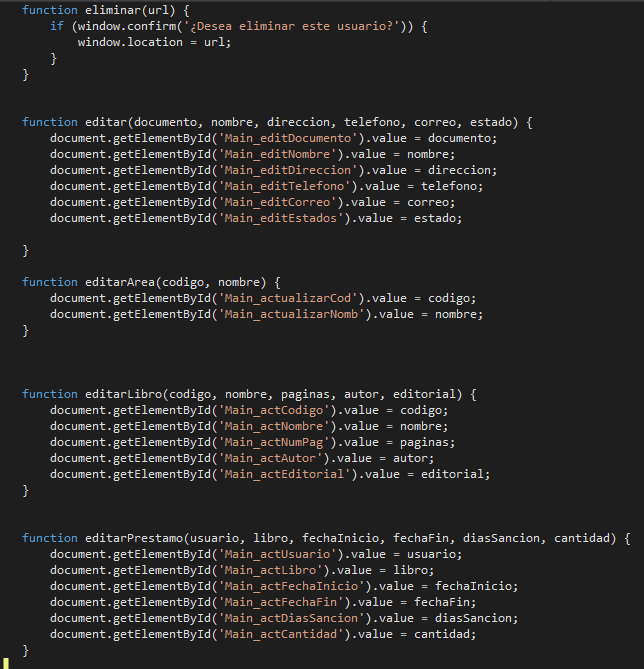 function eliminar(url) {
if (window.confirm('¿Desea eliminar este usuario?')) {
window.location = url;
}
}
function editar(documento, nombre, direccion, telefono, correo, estado) {
document.getElementById('Main_editDocumento').value = documento;
document.getElementById('Main_editNombre').value = nombre;
document.getElementById('Main_editDireccion').value = direccion;
document.getElementById('Main_editTelefono').value = telefono;
document.getElementById('Main_editCorreo').value = correo;
document.getElementById('Main_editEstados').value = estado;
}
function editarArea(codigo, nombre) {
document.getElementById('Main_actualizarCod').value = codigo;
document.getElementById('Main_actualizarNomb').value = nombre;
}
function editarLibro(codigo, nombre, paginas, autor, editorial) {
document.getElementById('Main_actCodigo').value = codigo;
document.getElementById('Main_actNombre').value = nombre;
document.getElementById('Main_actNumPag').value = paginas;
document.getElementById('Main_actAutor').value = autor;
document.getElementById('Main_actEditorial').value = editorial;
}
function editarPrestamo(usuario, libro, fechaInicio, fechaFin, diasSancion, cantidad) {
document.getElementById('Main_actUsuario').value = usuario;
document.getElementById('Main_actLibro').value = libro;
document.getElementById('Main_actFechaInicio').value = fechaInicio;
document.getElementById('Main_actFechaFin').value = fechaFin;
document.getElementById('Main_actDiasSancion').value = diasSancion;
document.getElementById('Main_actCantidad').value = cantidad;
}